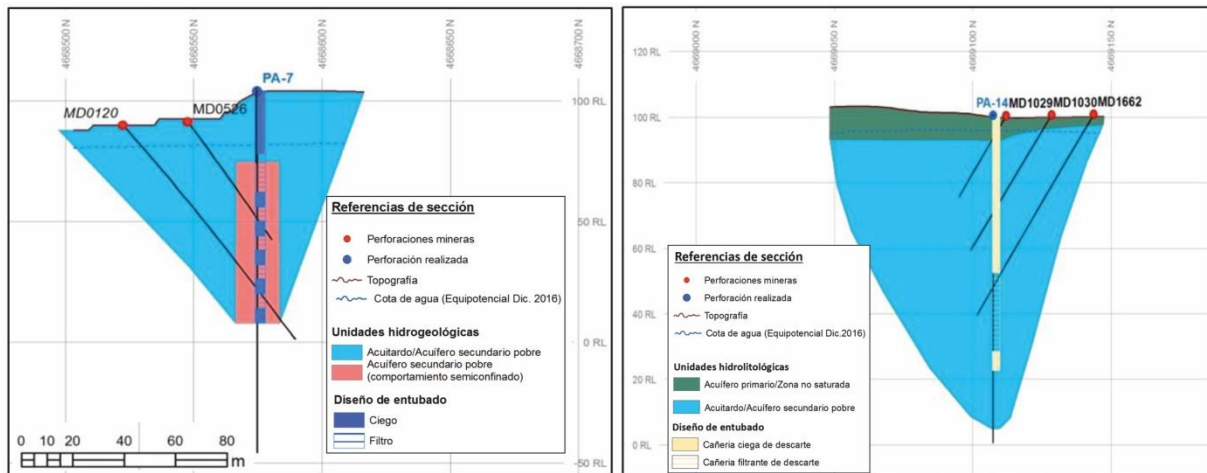 4668500 N
4668550 N
4668600 N
4668650 N
4668700 N
PA-7
MD0120
MD0526
100 RL
50 RL
0 RL
-50 RL
Referencias de sección
Perforaciones mineras
Perforación realizada
Topografía
Cota de agua (Equipotencial Dic. 2016)
Unidades hidrogeológicas
Acuitardo/Acuífero secundario pobre
Acuífero secundario pobre
(comportamiento semiconfinado)
Diseño de entubado
Ciego
Filtro
0 10 20 40 60 80
m
4669000 N
4669050 N
4669100 N
4669150 N
120 RL
100 RL
80 RL
60 RL
40 RL
20 RL
0 RL
PA-14 MD1029 MD1030 MD1662
Referencias de sección
Perforaciones mineras
Perforación realizada
Topografía
Cota de agua (Equipotencial Dic.2016)
Unidades hidrolitológicas
Acuífero primario/Zona no saturada
Acuitardo/Acuífero secundario pobre
Diseño de entubado
Cañeria ciega de descarte
Cañeria filtrante de descarte